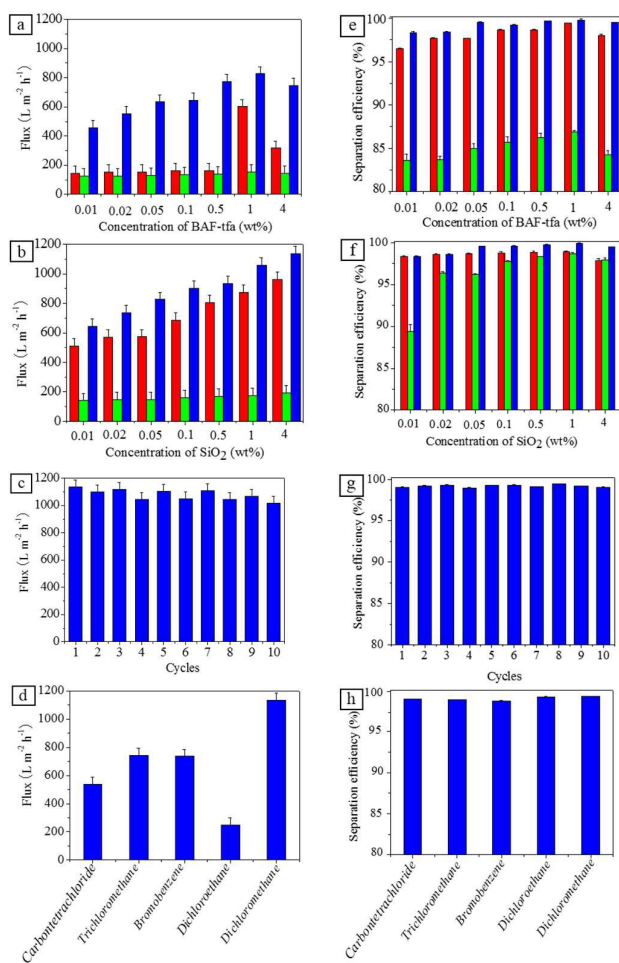 a
1200
1000
800
600
400
200
0
Flux (L m⁻² h⁻¹)
0.01 0.02 0.05 0.1 0.5 1 4
Concentration of BAF-tfa (wt%)
e
100
95
90
85
80
Separation efficiency (%)
0.01 0.02 0.05 0.1 0.5 1 4
Concentration of BAF-tfa (wt%)
b
1200
1000
800
600
400
200
0
Flux (L m⁻² h⁻¹)
0.01 0.02 0.05 0.1 0.5 1 4
Concentration of SiO₂ (wt%)
f
100
95
90
85
80
Separation efficiency (%)
0.01 0.02 0.05 0.1 0.5 1 4
Concentration of SiO₂ (wt%)
c
1200
1000
800
600
400
200
0
Flux (L m⁻² h⁻¹)
1 2 3 4 5 6 7 8 9 10
Cycles
g
100
95
90
85
80
Separation efficiency (%)
1 2 3 4 5 6 7 8 9 10
Cycles
d
1200
1000
800
600
400
200
0
Flux (L m⁻² h⁻¹)
Carbontetrachloride
Trichloromethane
Bromobenzene
Dichloroethane
Dichloromethane
h
100
95
90
85
80
Separation efficiency (%)
Carbontetrachloride
Trichloromethane
Bromobenzene
Dichloroethane
Dichloromethane